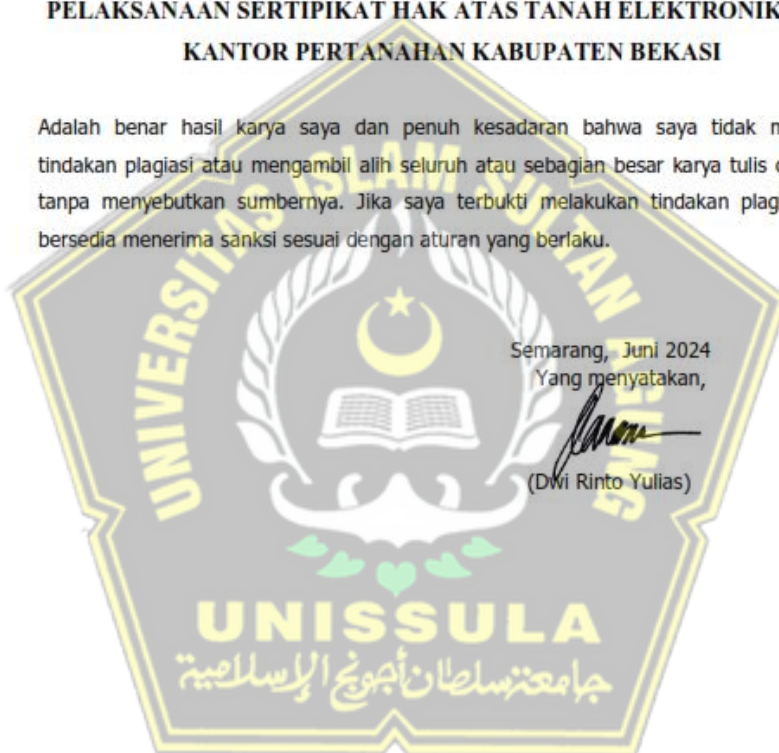 PELAKSANAAN SERTIPIKAT HAK ATAS TANAH ELEKTRONIK
KANTOR PERTANAHAN KABUPATEN BEKASI
Adalah benar hasil karya saya dan penuh kesadaran bahwa saya tidak
tindakan plagiasi atau mengambil alih seluruh atau sebagian besar karya tulis
tanpa menyebutkan sumbernya. Jika saya terbukti melakukan tindakan
bersedia menerima sanksi sesuai dengan aturan yang berlaku.
UNIVERSITAS ISLAM SULTAN AGUNG
Semarang, Juni 2024
Yang menyatakan,
(Dwi Rinto Yulias)
UNISSULA
جامعة سلطان أجونج الإسلامية